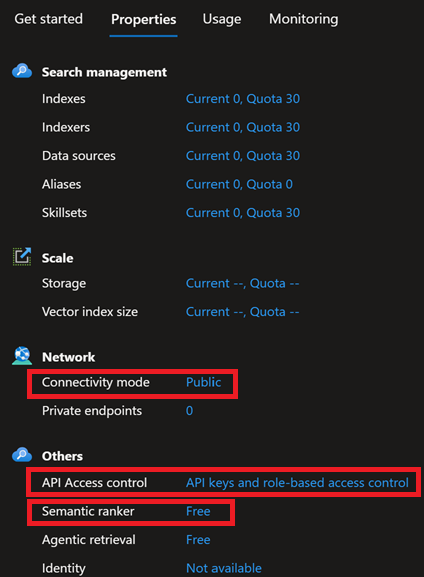 Get started Properties Usage Monitoring
Search management
Indexes Current 0, Quota 30
Indexers Current 0, Quota 30
Data sources Current 0, Quota 30
Aliases Current 0, Quota 0
Skillsets Current 0, Quota 30
Scale
Storage Current --, Quota --
Vector index size Current --, Quota --
Network
Connectivity mode Public
Private endpoints 0
Others
API Access control API keys and role-based access control
Semantic ranker Free
Agentic retrieval Free
Identity Not available